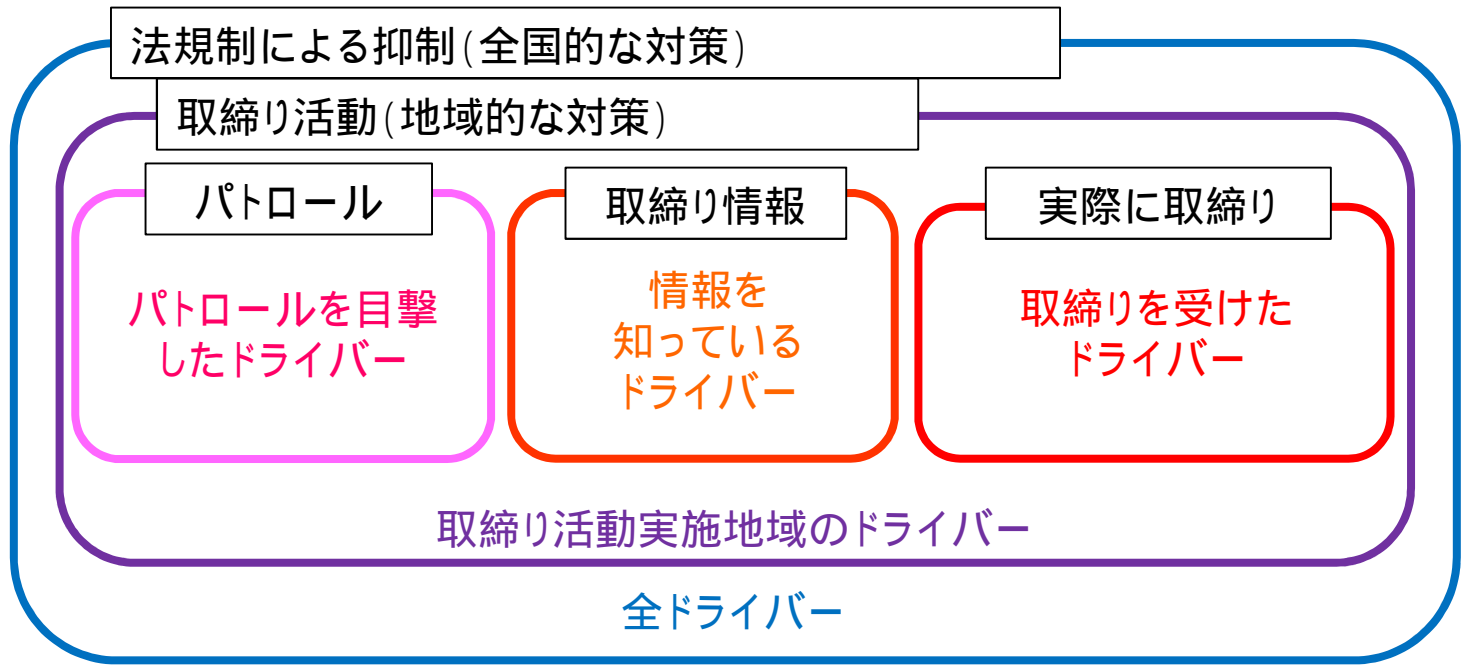 法規制による抑制(全国的な対策)
取締り活動(地域的な対策)
パトロール
パトロールを目撃
したドライバー
取締り情報
情報を
知っている
ドライバー
実際に取締り
取締りを受けた
ドライバー
取締り活動実施地域のドライバー
全ドライバー